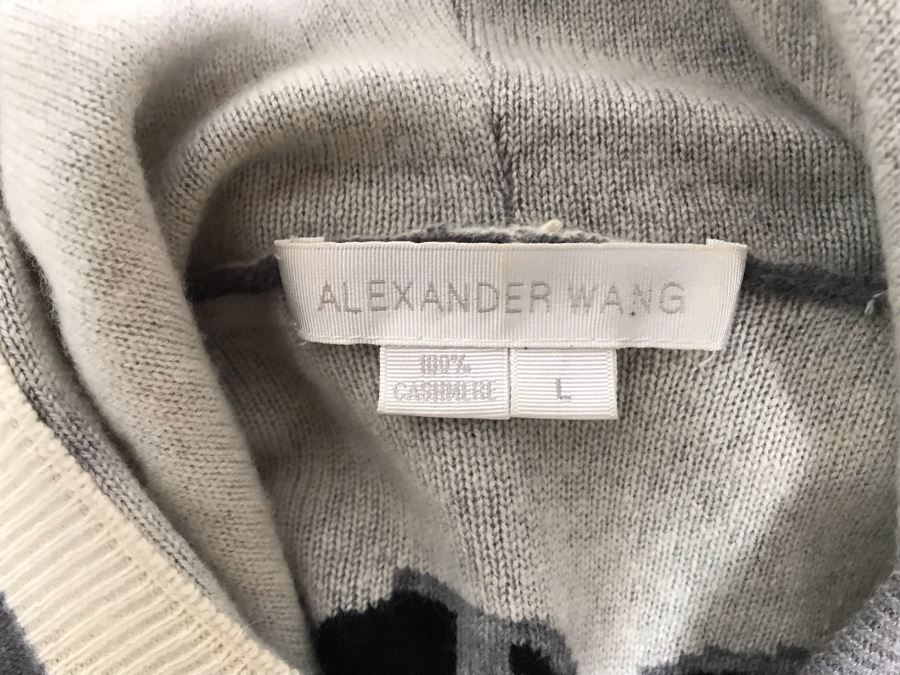 ALEXANDER WANG
100%
CASHMERE
L